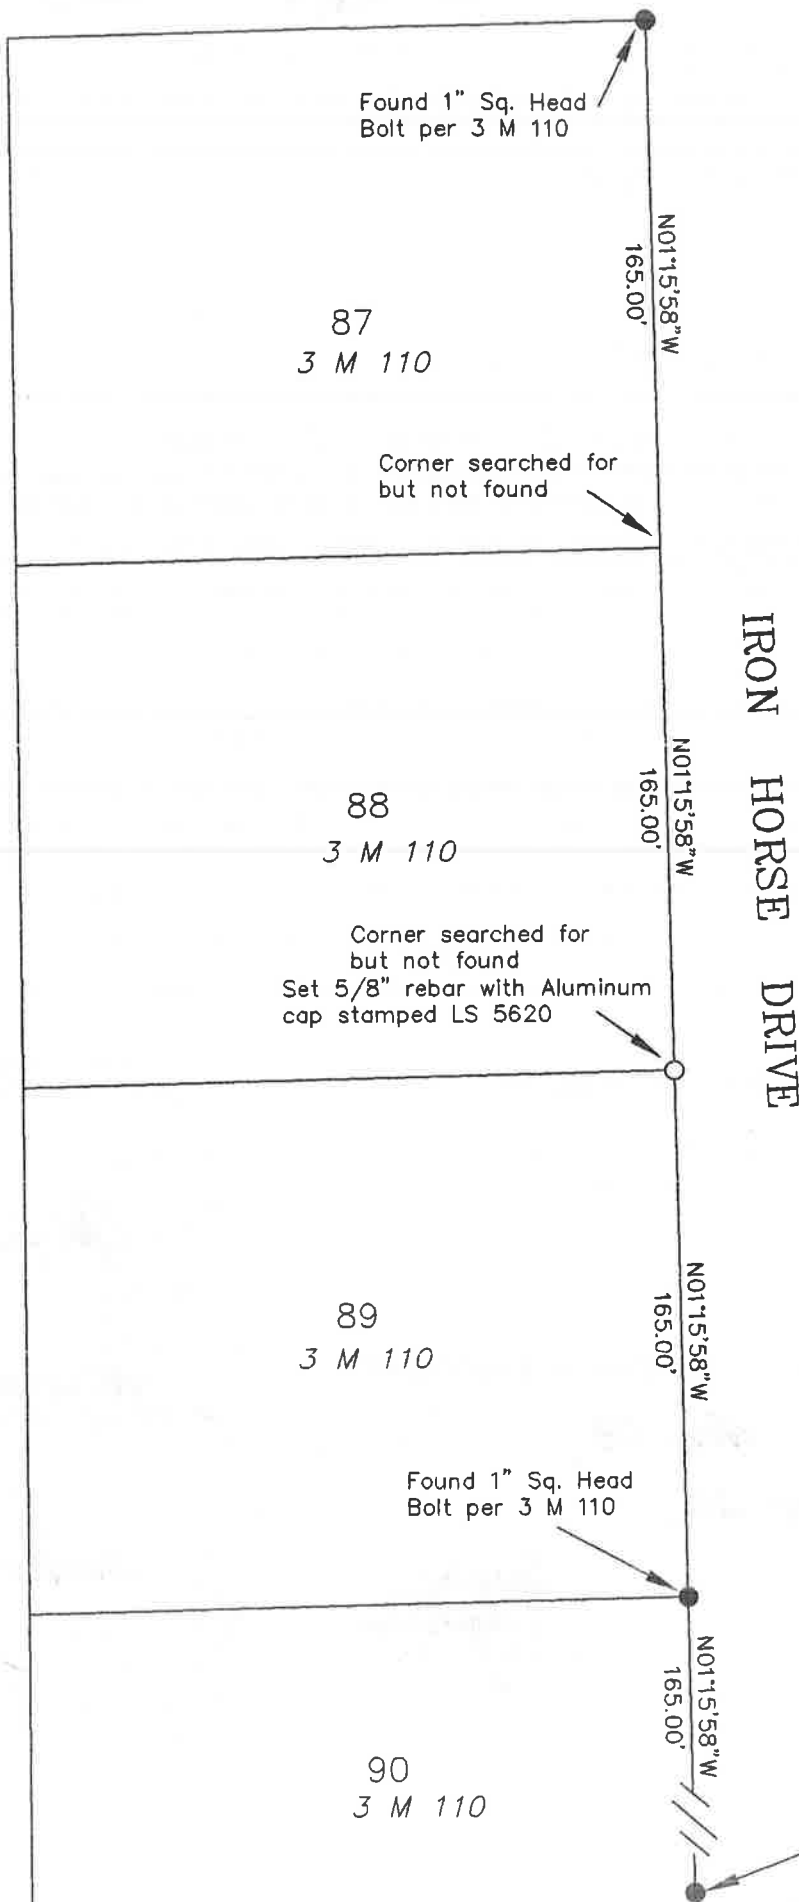 Found 1" Sq. Head
Bolt per 3 M 110
N01°15'58"W
165.00'
87
3 M 110
Corner searched for
but not found
IRON HORSE DRIVE
N01°15'58"W
165.00'
88
3 M 110
Corner searched for
but not found
Set 5/8" rebar with Aluminum
cap stamped LS 5620
N01°15'58"W
165.00'
89
3 M 110
Found 1" Sq. Head
Bolt per 3 M 110
N01°15'58"W
165.00'
90
3 M 110